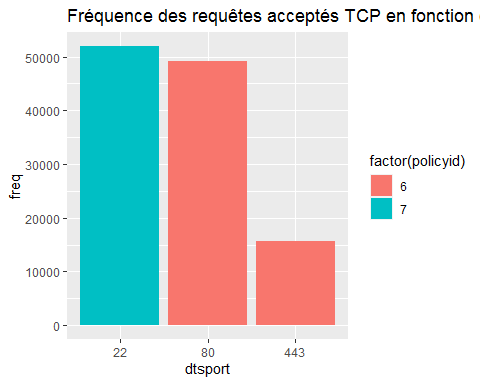 Fréquence des requêtes acceptés TCP en fonction
50000
40000
30000
20000
10000
0
freq
22 80 443
dtsport
factor(policyid)
6
7